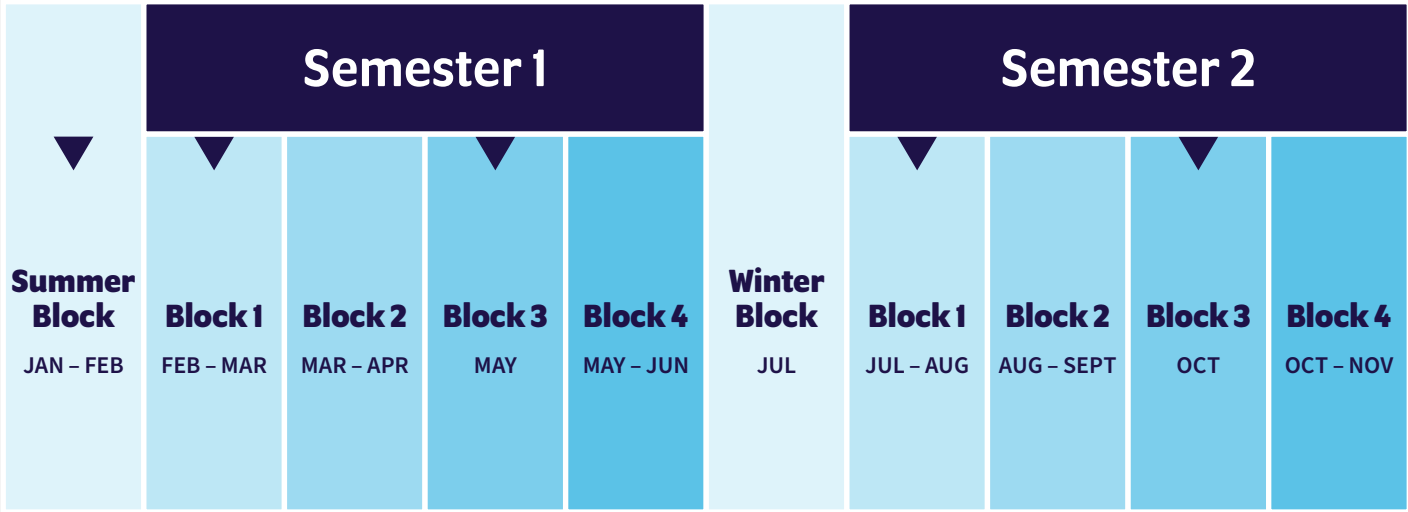 Semester 1
Semester 2
Summer
Block
JAN – FEB
Block 1
FEB – MAR
Block 2
MAR – APR
Block 3
MAY
Block 4
MAY – JUN
Winter
Block
JUL
Block 1
JUL – AUG
Block 2
AUG – SEPT
Block 3
OCT
Block 4
OCT – NOV